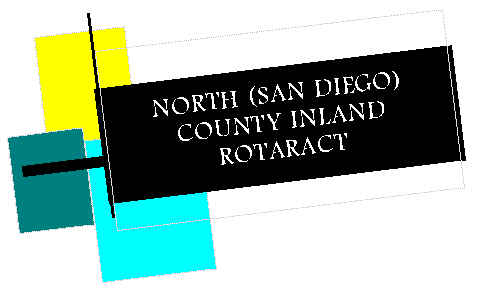 NORTH (SAN DIEGO)
COUNTY INLAND
ROTARACT